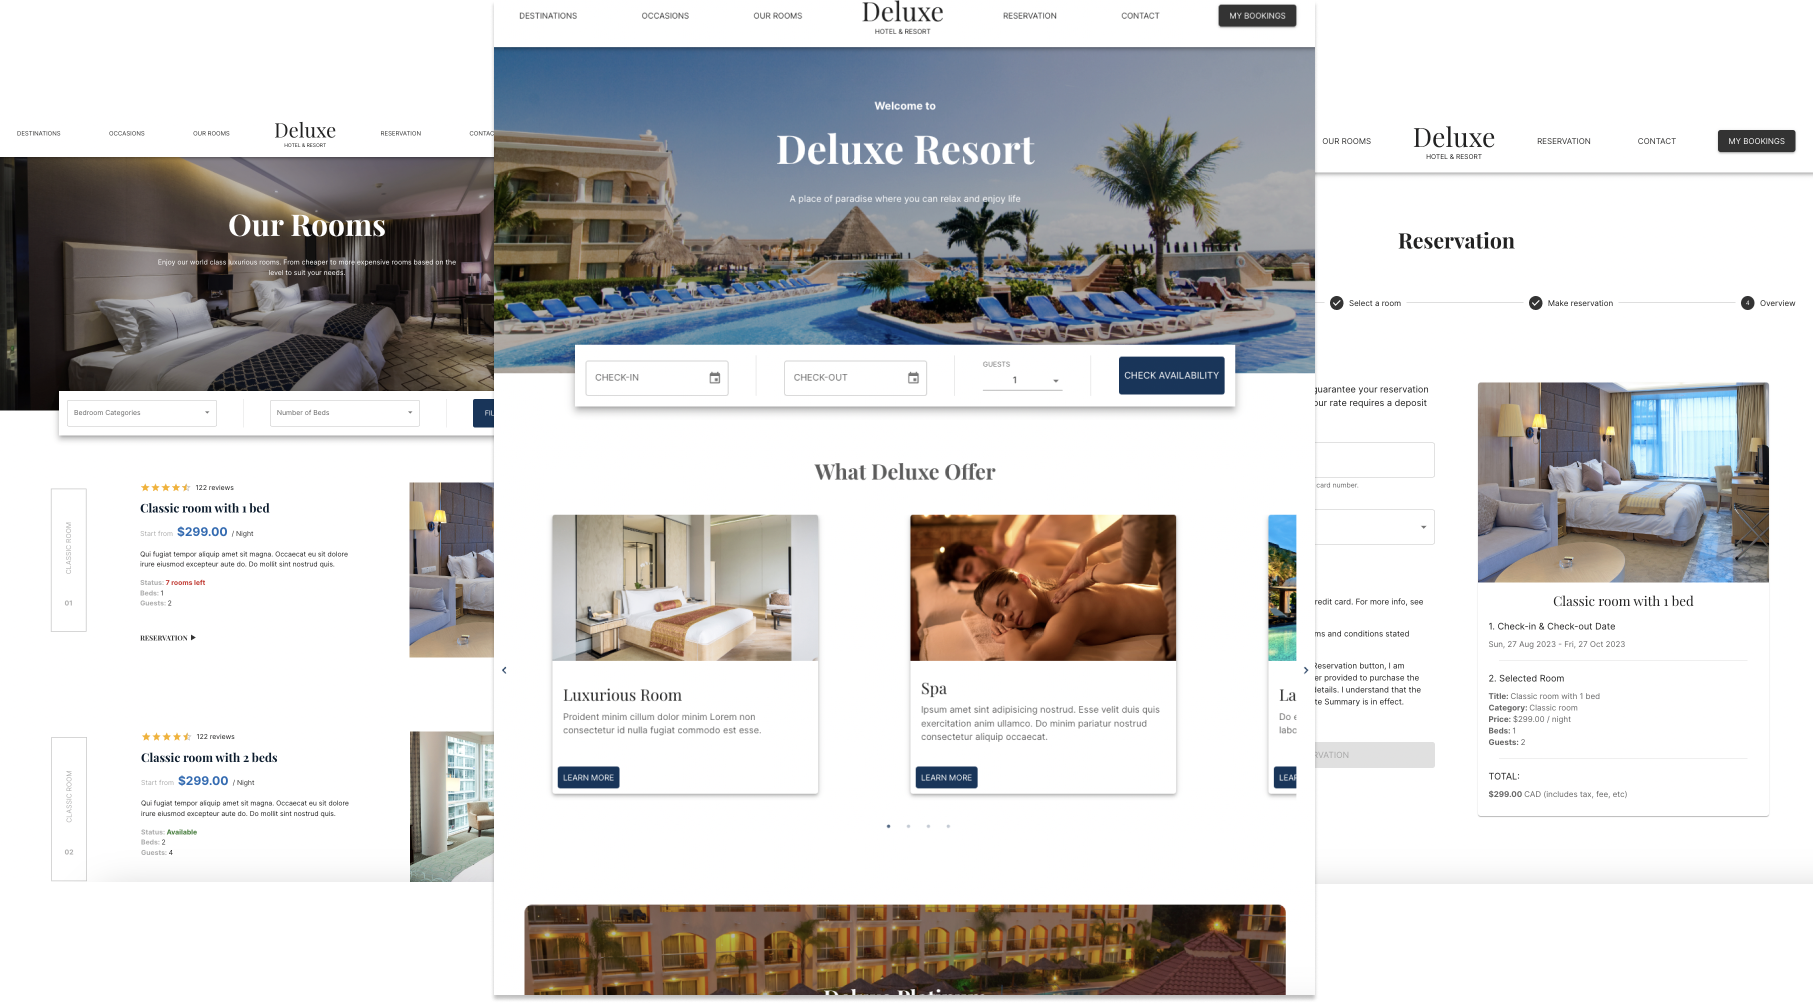 DESTINATIONS
OCCASIONS
OUR ROOMS
Deluxe
HOTEL & RESORT
RESERVATION
CONTAC
Our Rooms
Enjoy our world class luxurious rooms. From cheaper to more expensive rooms based on the
level to suit your needs.
Bedroom Categories
Number of Beds
FIL
CLASSIC ROOM
01
122 reviews
Classic room with 1 bed
Start from $299.00 / Night
Qui fugiat tempor aliquip amet sit magna. Occaecat eu sit dolore
irure eiusmod excepteur aute do. Do mollit sint nostrud quis.
Status: 7 rooms left
Beds: 1
Guests: 2
RESERVATION
CLASSIC ROOM
02
122 reviews
Classic room with 2 beds
Start from $299.00 / Night
Qui fugiat tempor aliquip amet sit magna. Occaecat eu sit dolore
irure eiusmod excepteur aute do. Do mollit sint nostrud quis.
Status: Available
Beds: 2
Guests: 4
DESTINATIONS
OCCASIONS
OUR ROOMS
Deluxe
HOTEL & RESORT
RESERVATION
CONTACT
MY BOOKINGS
Welcome to
Deluxe Resort
A place of paradise where you can relax and enjoy life
CHECK-IN
CHECK-OUT
GUESTS
1
CHECK AVAILABILITY
What Deluxe Offer
Luxurious Room
Proident minim cillum dolor minim Lorem non
consectetur id nulla fugiat commodo est esse.
LEARN MORE
Spa
Ipsum amet sint adipisicing nostrud. Esse velit duis quis
exercitation anim ullamco. Do minim pariatur nostrud
consectetur aliquip occaecat.
LEARN MORE
La
Do e
labc
LEAR
Deluxe Platinum
OUR ROOMS
Deluxe
HOTEL & RESORT
RESERVATION
CONTACT
MY BOOKINGS
Reservation
Select a room
Make reservation
4
Overview
guarantee your reservation
our rate requires a deposit
card number.
redit card. For more info, see
ms and conditions stated
Reservation button, I am
er provided to purchase the
details. I understand that the
te Summary is in effect.
RVATION
Classic room with 1 bed
1. Check-in & Check-out Date
Sun, 27 Aug 2023 - Fri, 27 Oct 2023
2. Selected Room
Title: Classic room with 1 bed
Category: Classic room
Price: $299.00 / night
Beds: 1
Guests: 2
TOTAL:
$299.00 CAD (includes tax, fee, etc)